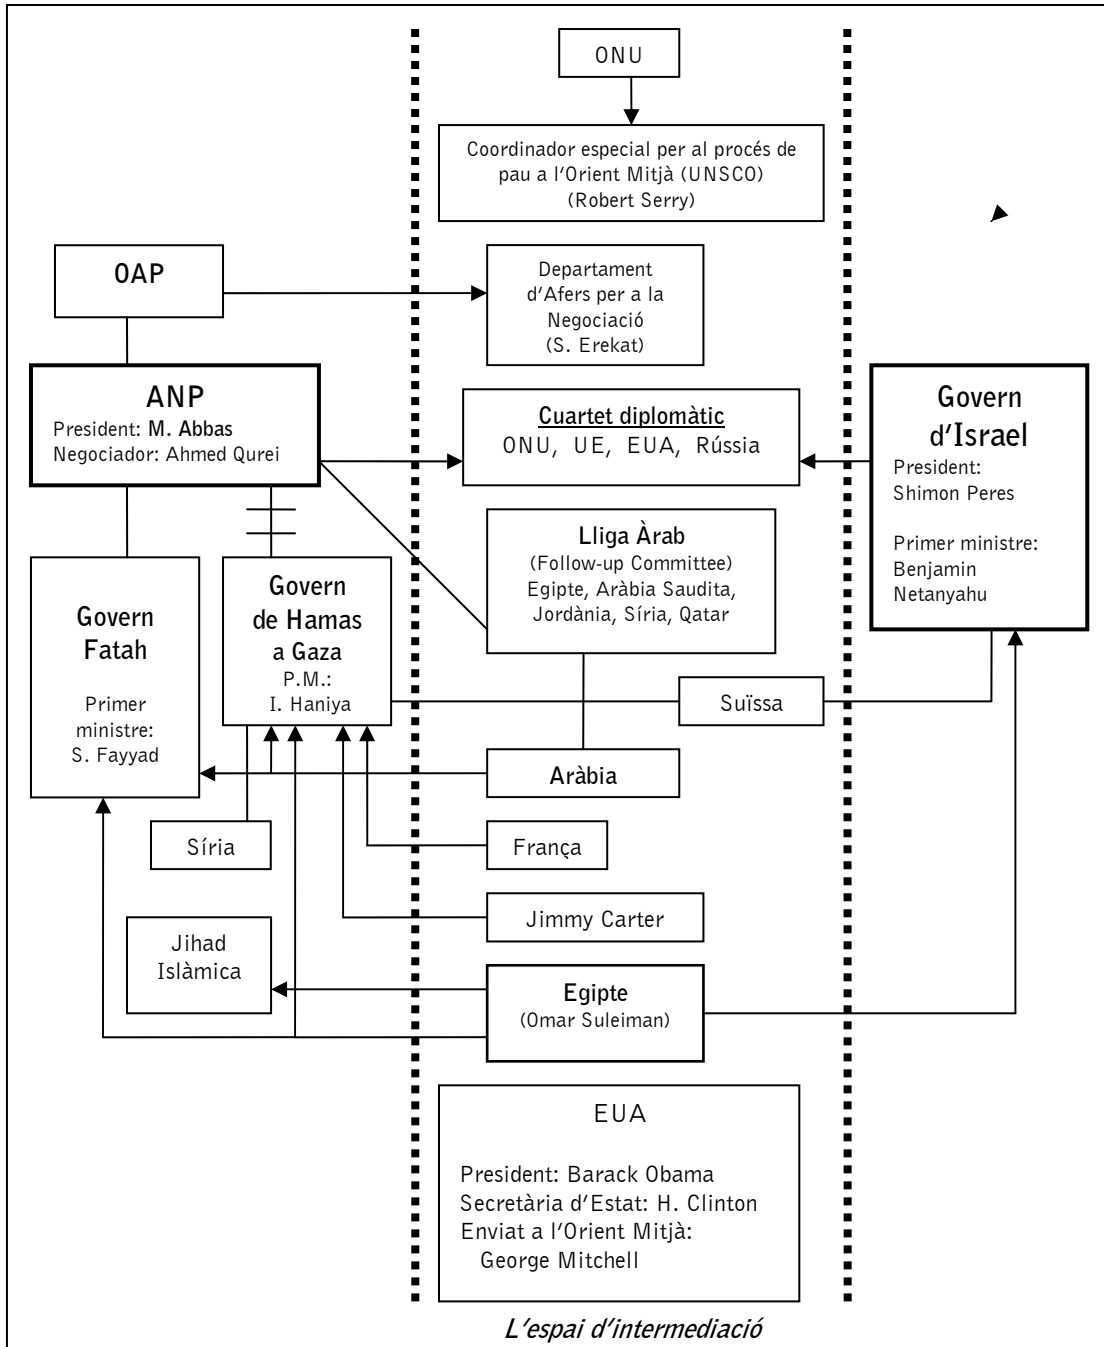 ONU
Coordinador especial per al procés de
pau a l'Orient Mitjà (UNSCO)
(Robert Serry)
OAP
Departament
d'Afers per a la
Negociació
(S. Erekat)
ANP
President: M. Abbas
Negociador: Ahmed Qurei
Cuartet diplomàtic
ONU, UE, EUA, Rússia
Govern
d'Israel
President:
Shimon Peres
Primer ministre:
Benjamin
Netanyahu
Lliga Àrab
(Follow-up Committee)
Egipte, Aràbia Saudita,
Jordània, Síria, Qatar
Govern
Fatah
Primer
ministre:
S. Fayyad
Govern
de Hamas
a Gaza
P.M.:
I. Haniya
Suïssa
Aràbia
Síria
França
Jimmy Carter
Jihad
Islàmica
Egipte
(Omar Suleiman)
EUA
President: Barack Obama
Secretària d'Estat: H. Clinton
Enviat a l'Orient Mitjà:
George Mitchell
L'espai d'intermediació